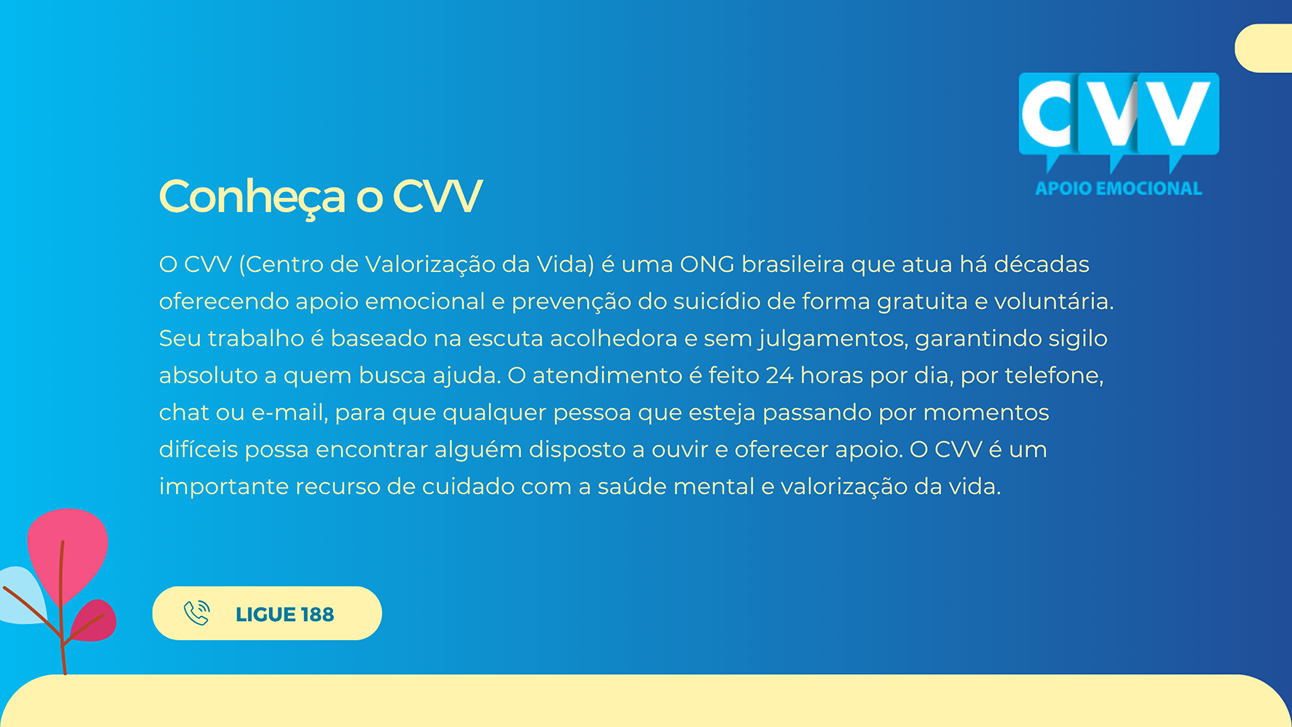 CVV
APOIO EMOCIONAL
Conheça o CVV
O CVV (Centro de Valorização da Vida) é uma ONG brasileira que atua há décadas
oferecendo apoio emocional e prevenção do suicídio de forma gratuita e voluntária.
Seu trabalho é baseado na escuta acolhedora e sem julgamentos, garantindo sigilo
absoluto a quem busca ajuda. O atendimento é feito 24 horas por dia, por telefone,
chat ou e-mail, para que qualquer pessoa que esteja passando por momentos
difíceis possa encontrar alguém disposto a ouvir e oferecer apoio. O CVV é um
importante recurso de cuidado com a saúde mental e valorização da vida.
LIGUE 188